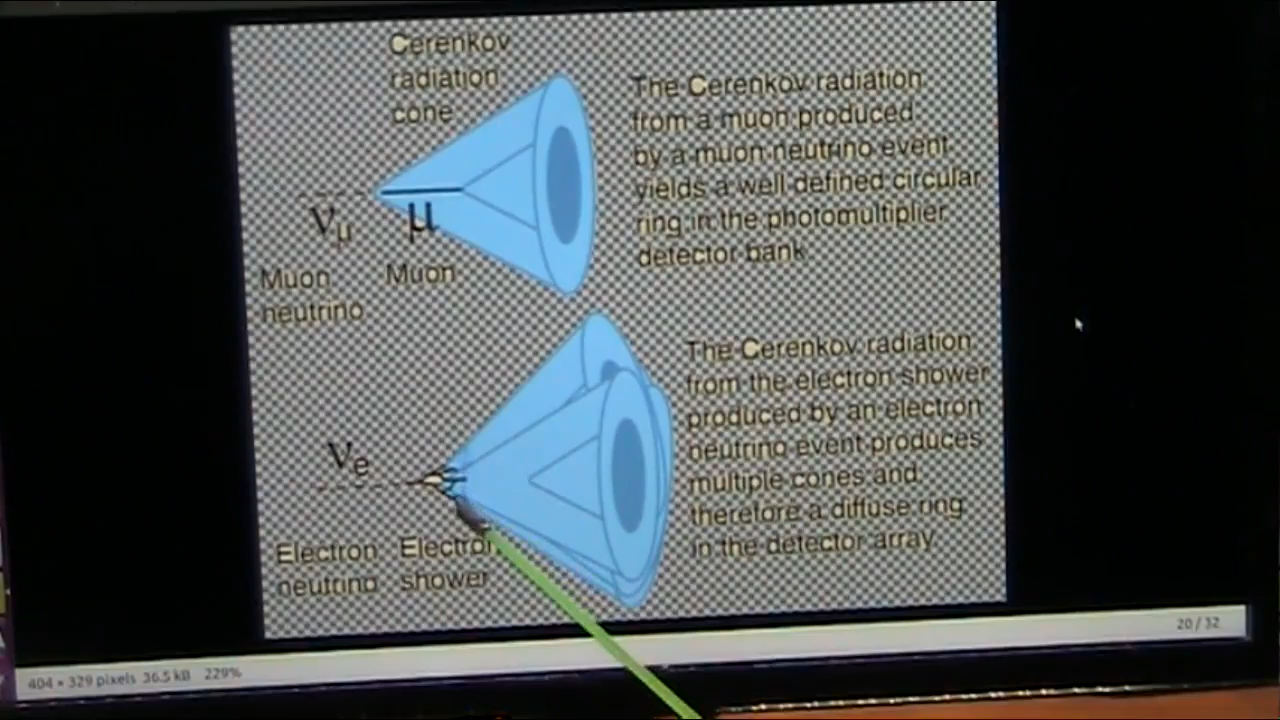 Cerenkov
radiation
cone
The Cerenkov radiation
from a muon produced
by a muon neutrino event
yields a well defined circular
ring in the photomultiplier
detector bank
νμ
μ
Muon
neutrino
Muon
The Cerenkov radiation
from the electron shower
produced by an electron
neutrino event produces
multiple cones and
therefore a diffuse ring
in the detector array
νe
Electron
neutrino
Electron
shower
404 × 329 pixels 36.5 kB 229%
20 / 32